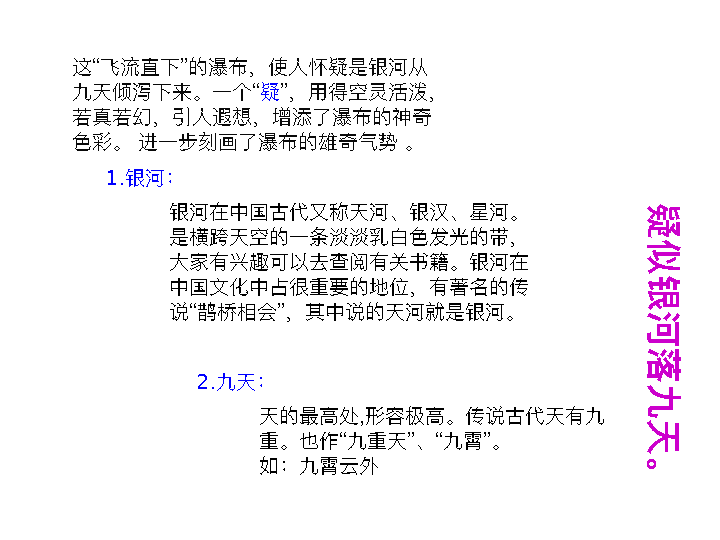 这“飞流直下”的瀑布，使人怀疑是银河从
九天倾泻下来。一个“疑”，用得空灵活泼，
若真若幻，引人遐想，增添了瀑布的神奇
色彩。 进一步刻画了瀑布的雄奇气势 。
1.银河：
银河在中国古代又称天河、银汉、星河。
是横跨天空的一条淡淡乳白色发光的带，
大家有兴趣可以去查阅有关书籍。银河在
中国文化中占很重要的地位，有著名的传
说“鹊桥相会”，其中说的天河就是银河。
2.九天：
天的最高处,形容极高。传说古代天有九
重。也作“九重天”、“九霄”。
如：九霄云外
疑似银河落九天。